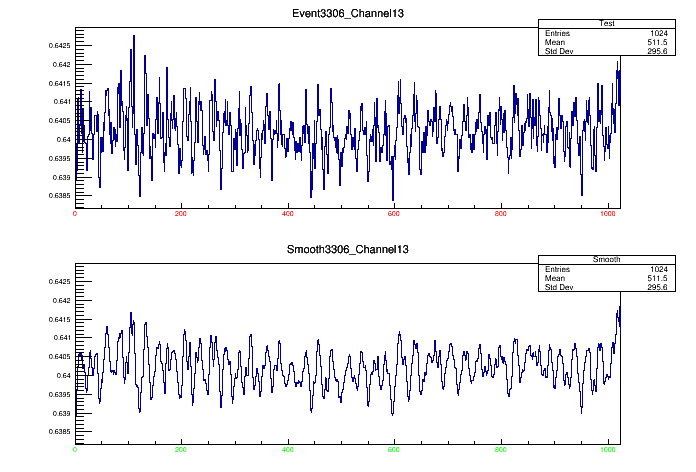 Event3306_Channel13
Test
Entries 1024
Mean 511.5
Std Dev 295.6
0.6425
0.642
0.6415
0.641
0.6405
0.64
0.6395
0.639
0.6385
0 200 400 600 800 1000
Smooth3306_Channel13
Smooth
Entries 1024
Mean 511.5
Std Dev 295.6
0.6425
0.642
0.6415
0.641
0.6405
0.64
0.6395
0.639
0.6385
0 200 400 600 800 1000